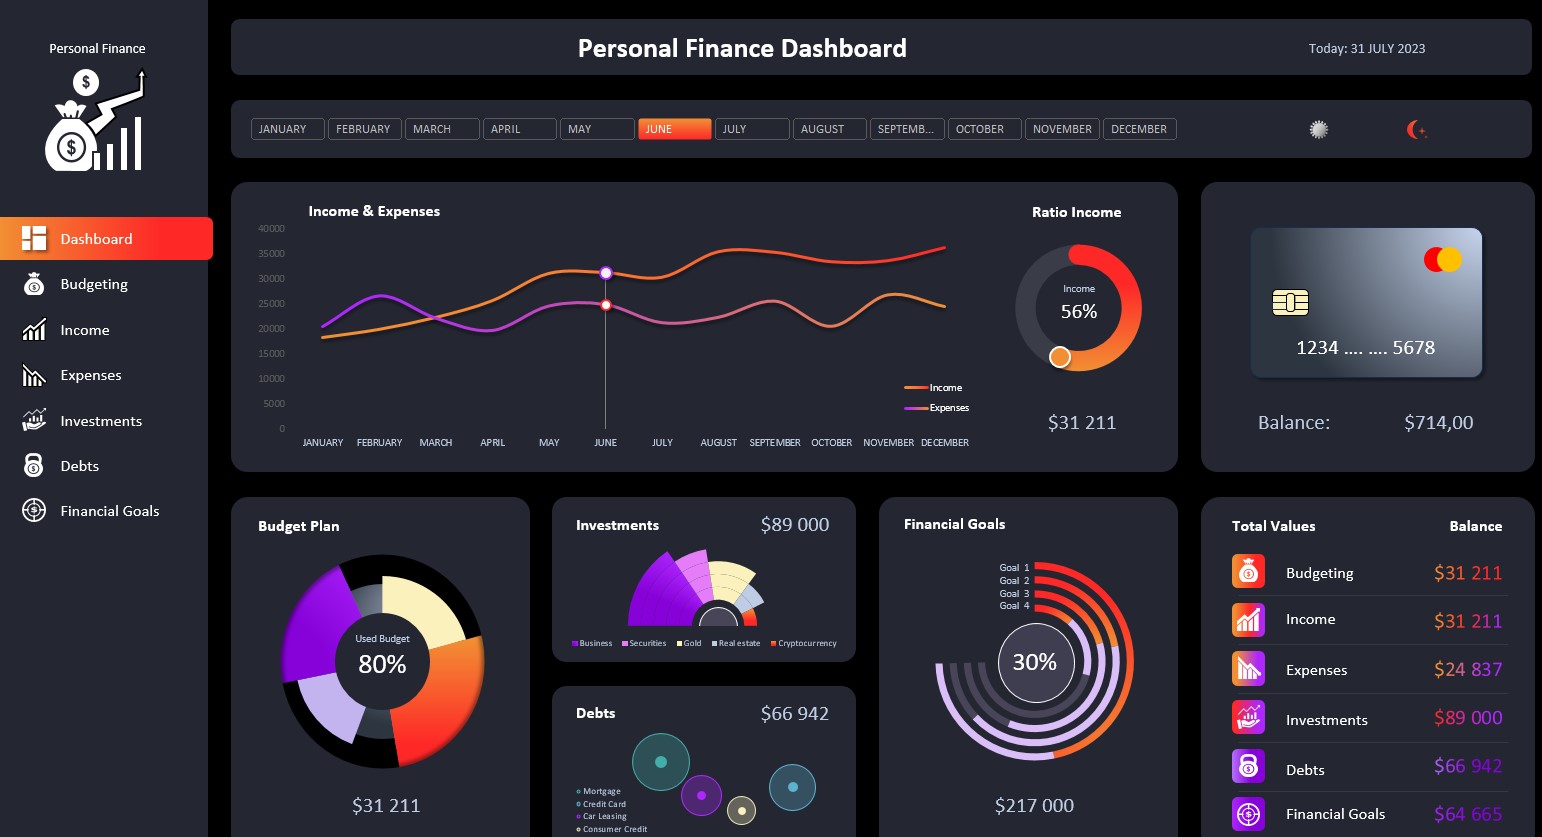 Personal Finance
$
$
Dashboard
Budgeting
Income
Expenses
Investments
Debts
Financial Goals
Personal Finance Dashboard
Today: 31 JULY 2023
JANUARY
FEBRUARY
MARCH
APRIL
MAY
JUNE
JULY
AUGUST
SEPTEMB...
OCTOBER
NOVEMBER
DECEMBER
Income & Expenses
40000
35000
30000
25000
20000
15000
10000
5000
0
JANUARY
FEBRUARY
MARCH
APRIL
MAY
JUNE
JULY
AUGUST
SEPTEMBER
OCTOBER
NOVEMBER
DECEMBER
Income
Expenses
Ratio Income
Income
56%
$31 211
1234 .... .... 5678
Balance:
$714,00
Budget Plan
Used Budget
80%
$31 211
Investments
$89 000
Business
Securities
Gold
Real estate
Cryptocurrency
Debts
$66 942
Mortgage
Credit Card
Car Leasing
Consumer Credit
Financial Goals
Goal 1
Goal 2
Goal 3
Goal 4
30%
$217 000
Total Values
Balance
Budgeting
$31 211
Income
$31 211
Expenses
$24 837
Investments
$89 000
Debts
$66 942
Financial Goals
$64 665